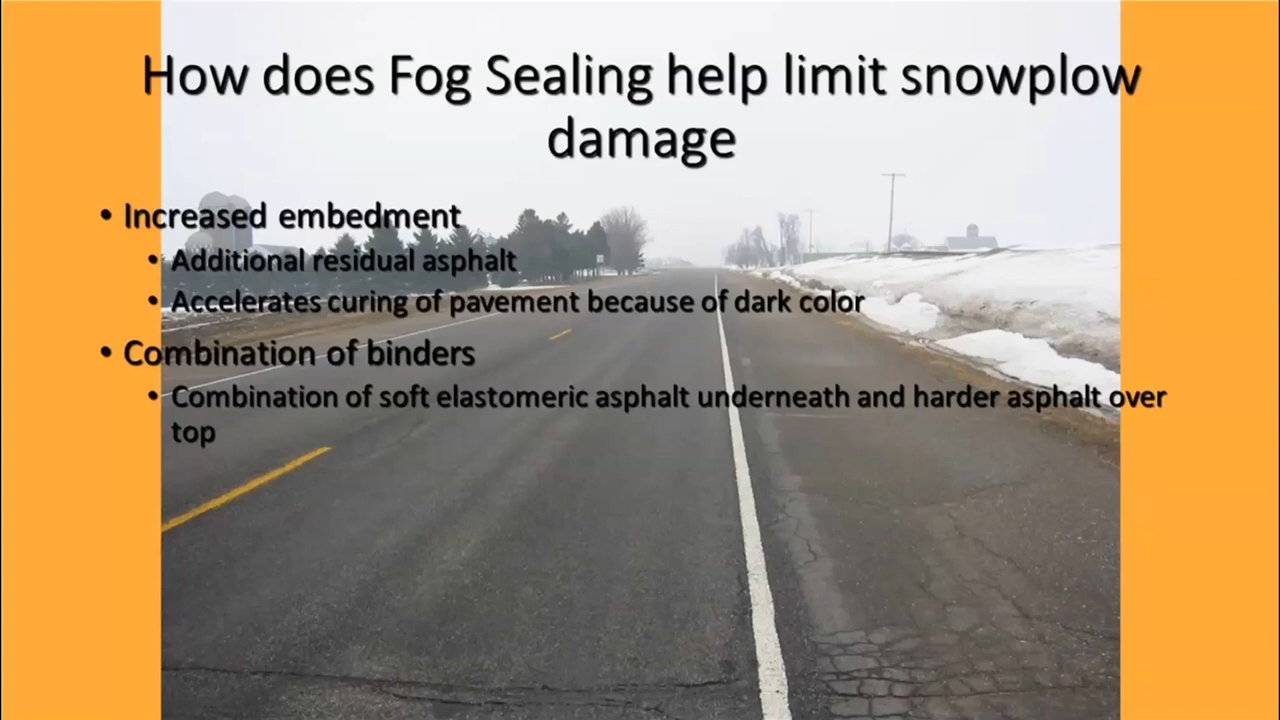 How does Fog Sealing help limit snowplow
damage
• Increased embedment
• Additional residual asphalt
• Accelerates curing of pavement because of dark color
• Combination of binders
• Combination of soft elastomeric asphalt underneath and harder asphalt over
top